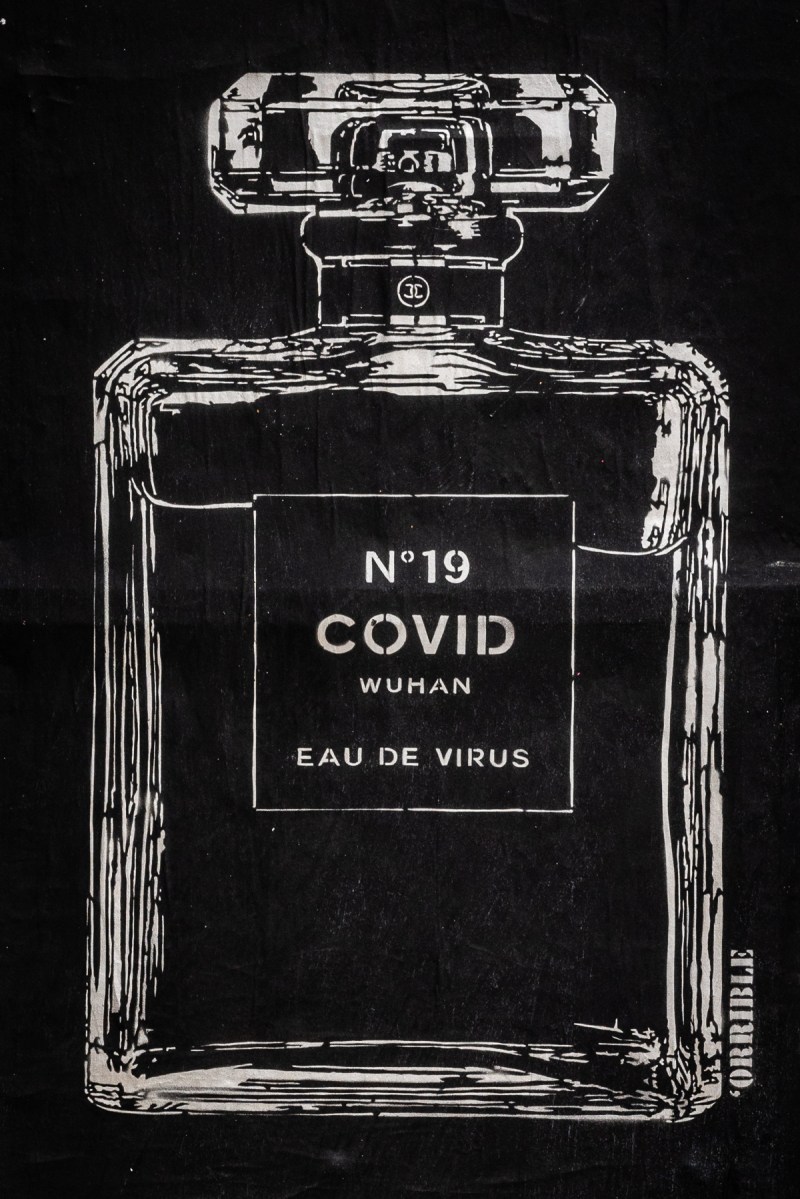 N°19
COVID
WUHAN
EAU DE VIRUS
'ORRIBLE